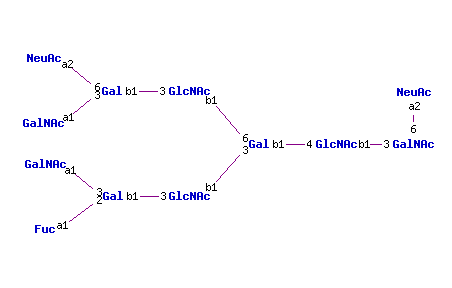 NeuAc a2
6
3 Gal b1 3 GlcNAc
GalNAc a1
b1
NeuAc
a2
6
6
3 Gal b1 4 GlcNAc b1 3 GalNAc
GalNAc a1
b1
3
2 Gal b1 3 GlcNAc
Fuc a1